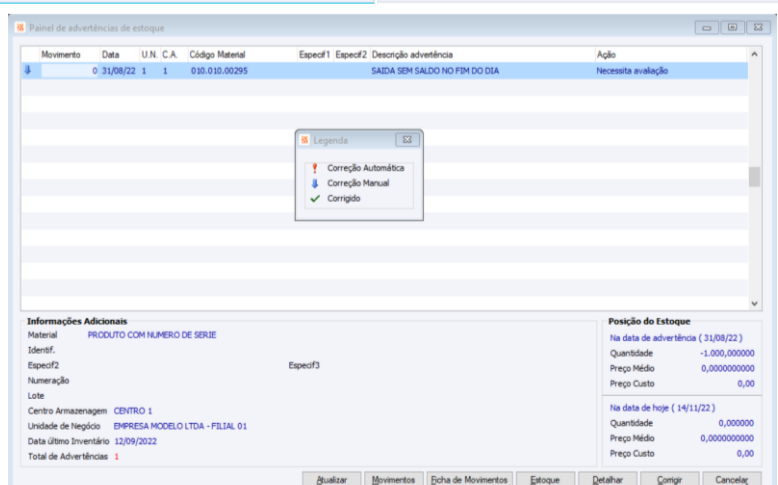 Painel de advertências de estoque
Movimento Data U.N. C.A. Código Material Especif1 Especif2 Descrição advertência Ação
0 31/08/22 1 1 010.010.00295 SAIDA SEM SALDO NO FIM DO DIA Necessita avaliação
Legenda
Correção Automática
Correção Manual
Corrigido
Informações Adicionais
Material PRODUTO COM NUMERO DE SERIE
Identif.
Especif2 Especif3
Numeração
Lote
Centro Armazenagem CENTRO 1
Unidade de Negócio EMPRESA MODELO LTDA - FILIAL 01
Data último Inventário 12/09/2022
Total de Advertências 1
Posição do Estoque
Na data de advertência ( 31/08/22 )
Quantidade -1.000,000000
Preço Médio 0,0000000000
Preço Custo 0,00
Na data de hoje ( 14/11/22 )
Quantidade 0,000000
Preço Médio 0,0000000000
Preço Custo 0,00
Atualizar Movimentos Ficha de Movimentos Estoque Detalhar Corrigir Cancelar